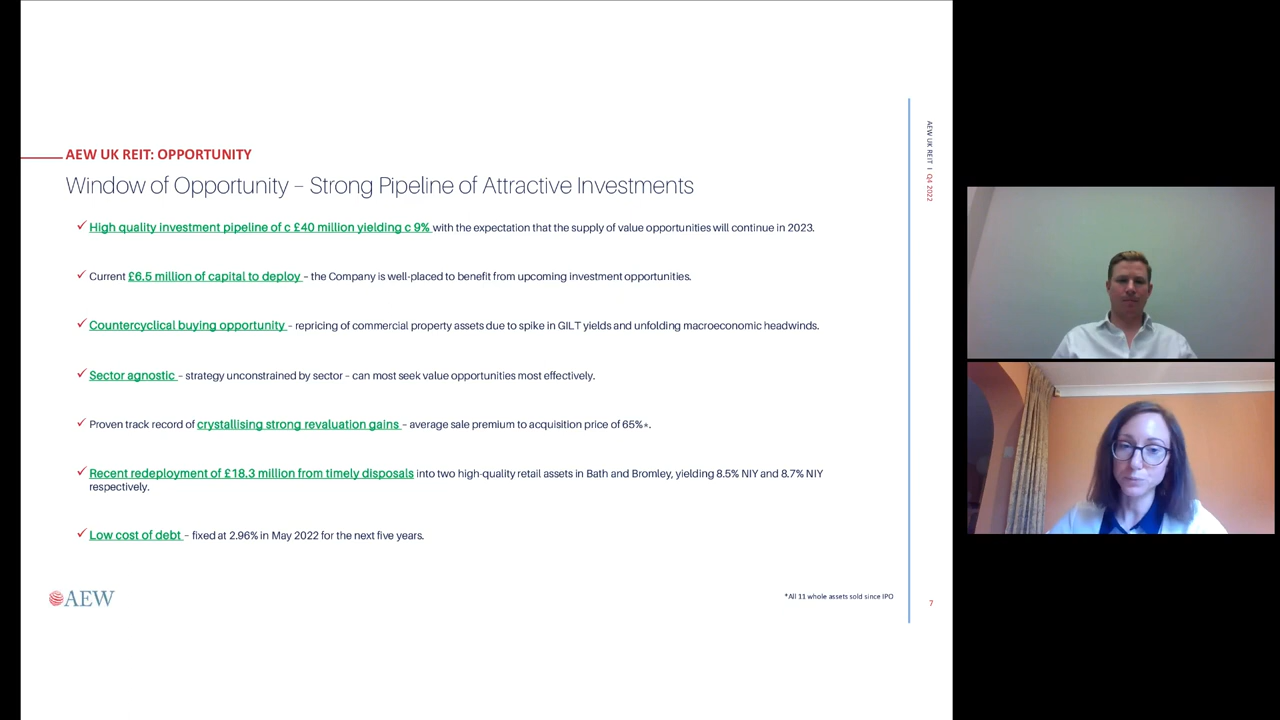 AEW UK REIT: OPPORTUNITY
Window of Opportunity – Strong Pipeline of Attractive Investments
✓ High quality investment pipeline of c £40 million yielding c 9% with the expectation that the supply of value opportunities will continue in 2023.
✓ Current £6.5 million of capital to deploy – the Company is well-placed to benefit from upcoming investment opportunities.
✓ Countercyclical buying opportunity – repricing of commercial property assets due to spike in GILT yields and unfolding macroeconomic headwinds.
✓ Sector agnostic – strategy unconstrained by sector – can most seek value opportunities most effectively.
✓ Proven track record of crystallising strong revaluation gains – average sale premium to acquisition price of 65%*.
✓ Recent redeployment of £18.3 million from timely disposals into two high-quality retail assets in Bath and Bromley, yielding 8.5% NIY and 8.7% NIY
respectively.
✓ Low cost of debt – fixed at 2.96% in May 2022 for the next five years.
AEW
*All 11 whole assets sold since IPO
7
AEW UK REIT I Q4 2022